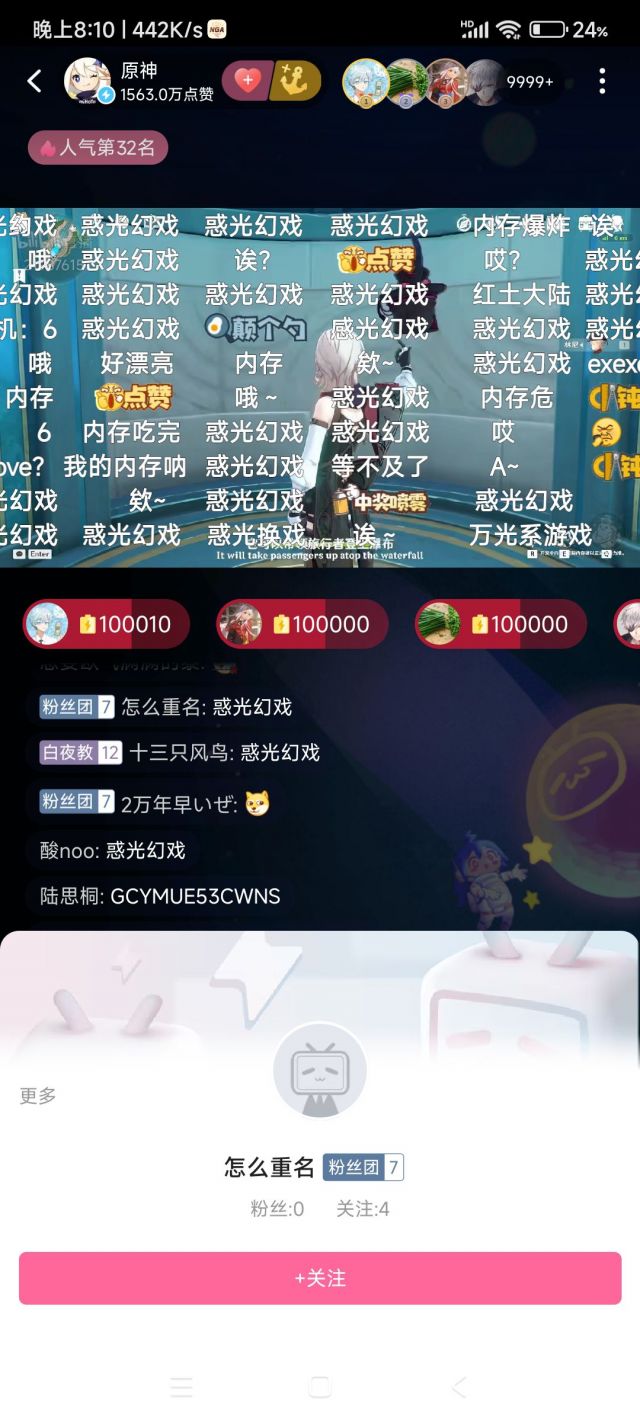 晚上8:10 | 442K/s NGA HD 24%
原神
1563.0万点赞
1 2 3 9999+
人气第32名
惑光幻戏 惑光幻戏 惑光幻戏 内存爆炸 诶
哦 惑光幻戏 诶? 点赞 哎? 惑光幻
光幻戏 惑光幻戏 惑光幻戏 惑光幻戏 红土大陆 惑光幻
机: 6 惑光幻戏 颠个勺 惑光幻戏 惑光幻戏 惑光幻
哦 好漂亮 内存 欸~ 惑光幻戏 exex
内存 点赞 哦~ 惑光幻戏 内存危
6 内存吃完 惑光幻戏 惑光幻戏 哎
ove? 我的内存呐 惑光幻戏 等不及了 A~
光幻戏 欸~ 惑光幻戏 中奖喷雾 惑光幻戏
光幻戏 惑光幻戏 惑光换戏 诶~ 万光系游戏
Enter It will take passengers up atop the waterfall
100010 100000 100000
粉丝团 7 怎么重名: 惑光幻戏
白夜教 12 十三只风鸟: 惑光幻戏
粉丝团 7 2万年早いぜ:
酸noo: 惑光幻戏
陆思桐: GCYMUE53CWNS
更多
怎么重名 粉丝团 7
粉丝:0 关注:4
+关注